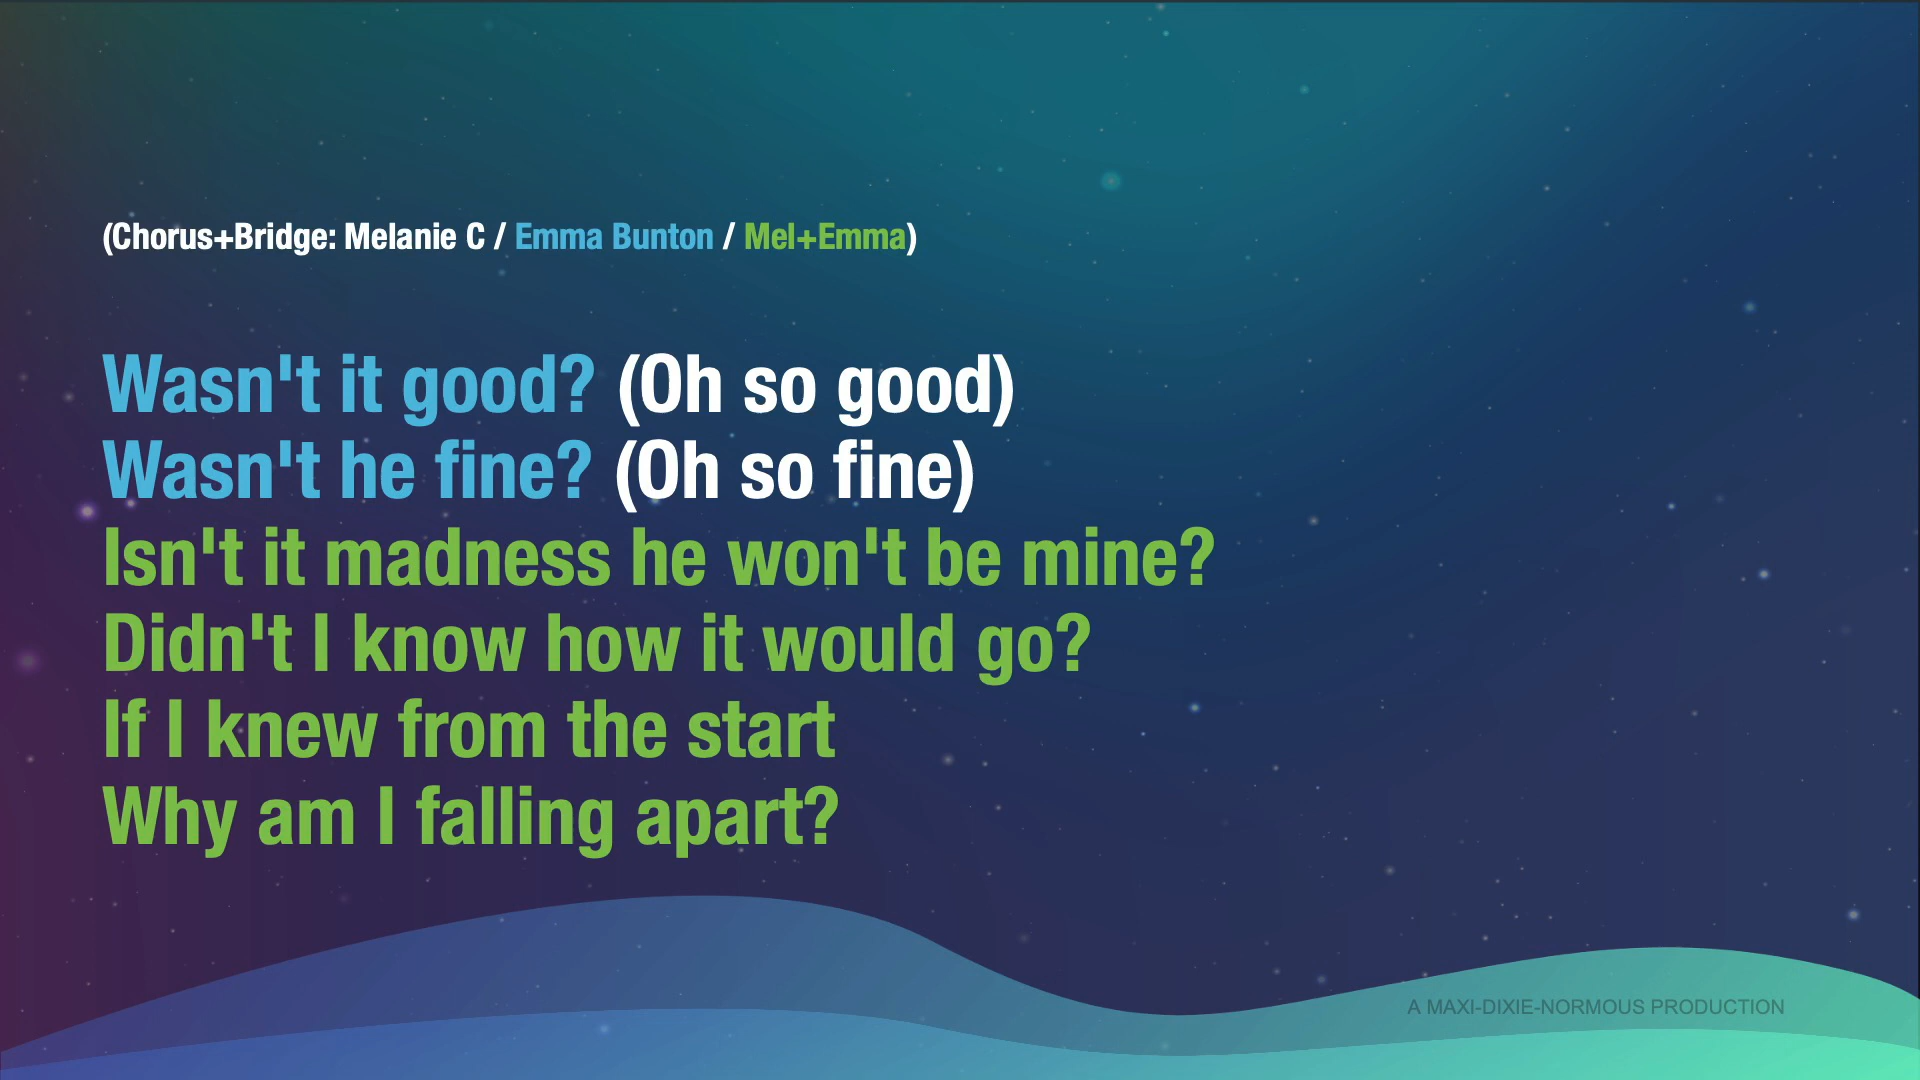 (Chorus+Bridge: Melanie C / Emma Bunton / Mel+Emma)
Wasn't it good? (Oh so good)
Wasn't he fine? (Oh so fine)
Isn't it madness he won't be mine?
Didn't I know how it would go?
If I knew from the start
Why am I falling apart?
A MAXI-DIXIE-NORMOUS PRODUCTION